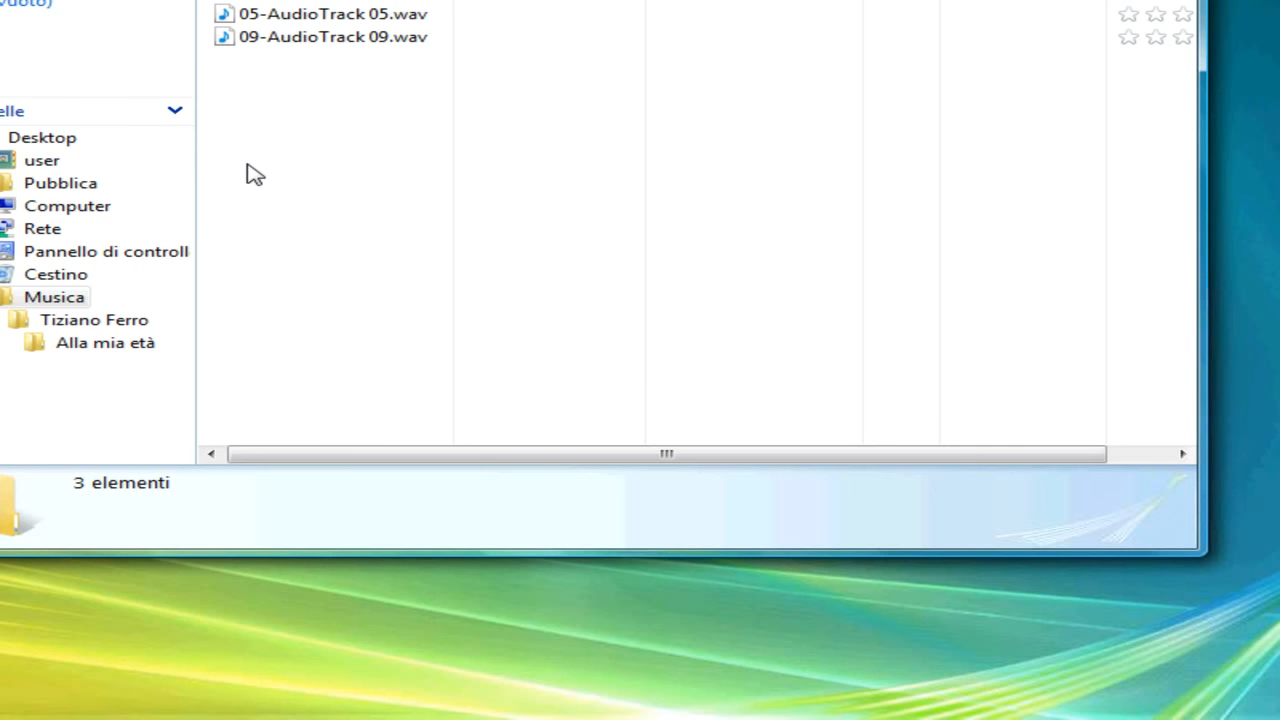 vuoto)
05-AudioTrack 05.wav
09-AudioTrack 09.wav
elle
Desktop
user
Pubblica
Computer
Rete
Pannello di controll
Cestino
Musica
Tiziano Ferro
Alla mia età
3 elementi